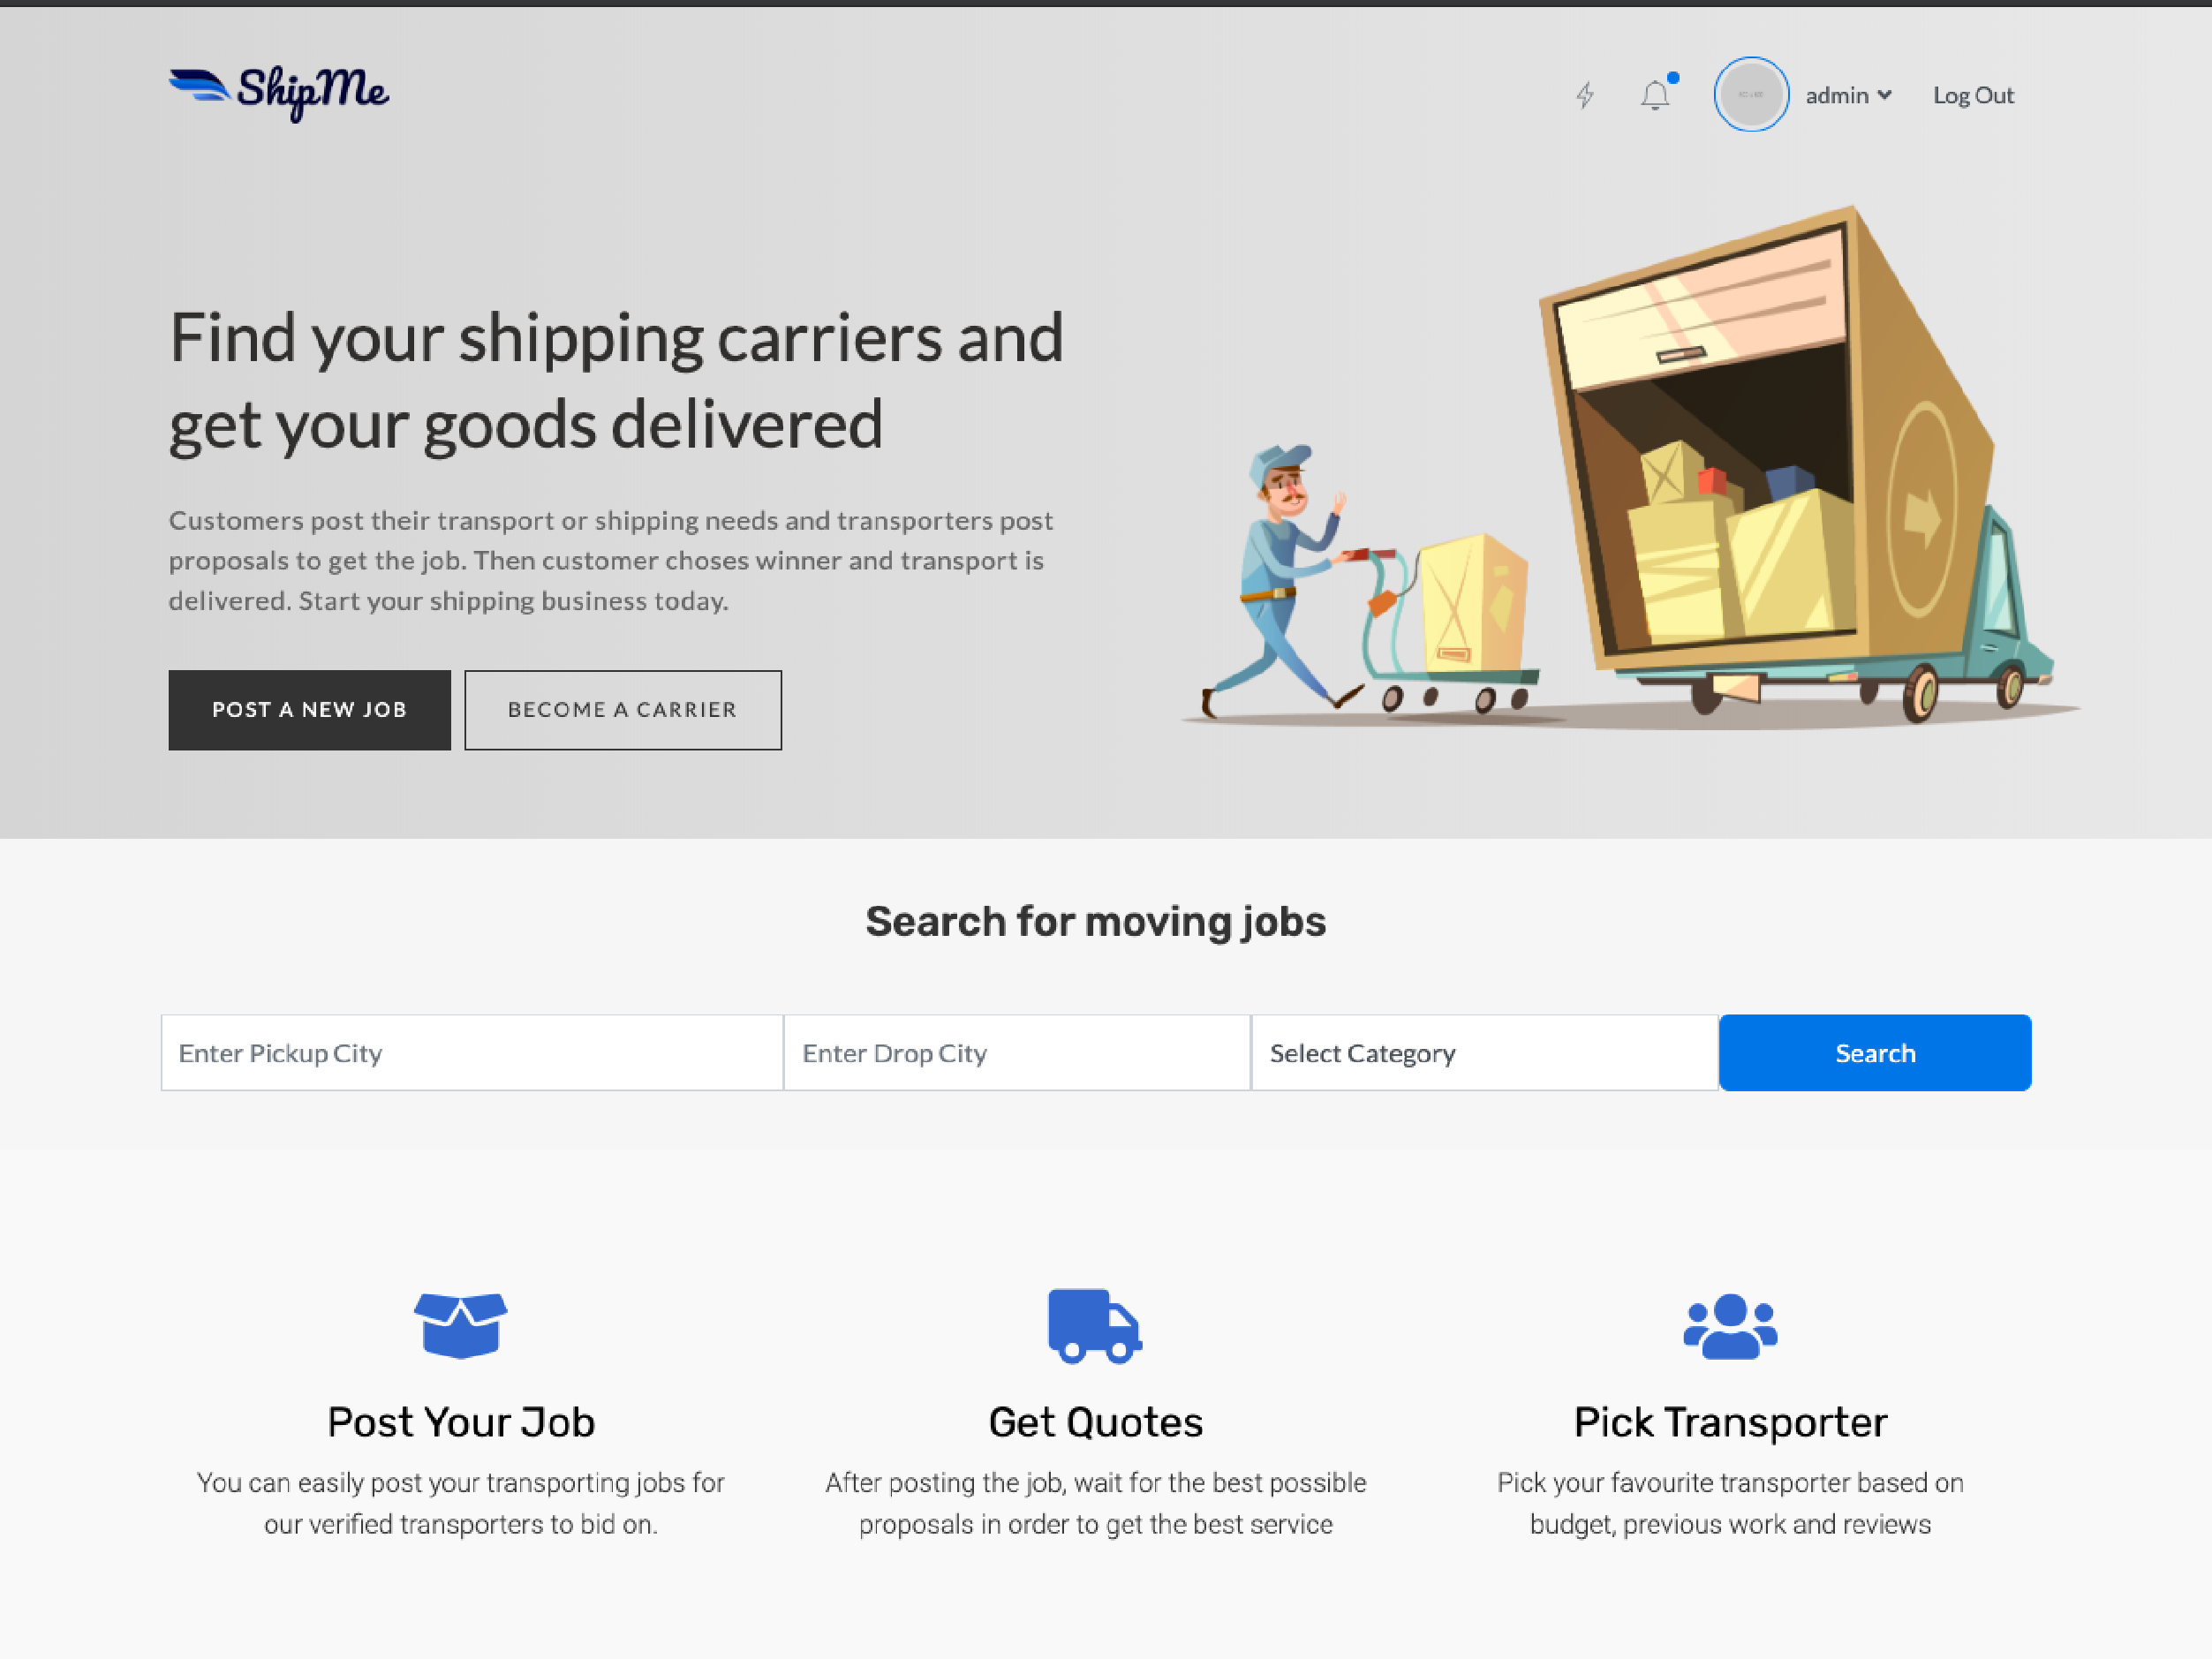 ShipMe
admin
Log Out
Find your shipping carriers and
get your goods delivered
Customers post their transport or shipping needs and transporters post
proposals to get the job. Then customer choses winner and transport is
delivered. Start your shipping business today.
POST A NEW JOB
BECOME A CARRIER
Search for moving jobs
Enter Pickup City
Enter Drop City
Select Category
Search
Post Your Job
You can easily post your transporting jobs for
our verified transporters to bid on.
Get Quotes
After posting the job, wait for the best possible
proposals in order to get the best service
Pick Transporter
Pick your favourite transporter based on
budget, previous work and reviews